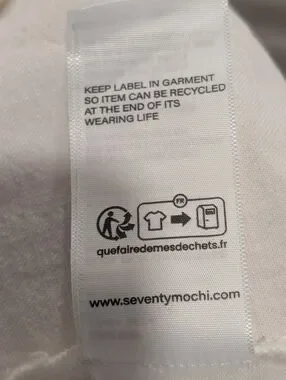 KEEP LABEL IN GARMENT
SO ITEM CAN BE RECYCLED
AT THE END OF ITS
WEARING LIFE
FR
quefairedemesdechets.fr
www.seventymochi.com